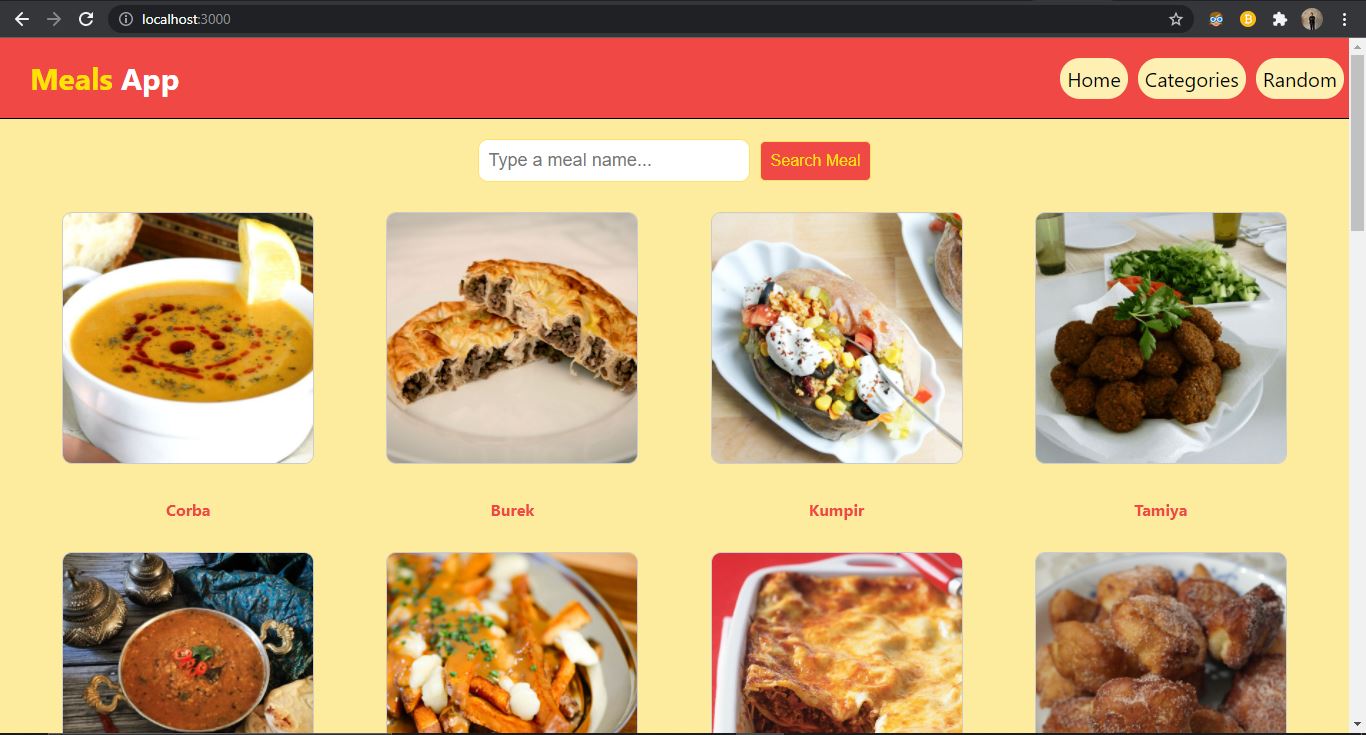 localhost:3000
Meals App
Home Categories Random
Type a meal name...
Search Meal
Corba
Burek
Kumpir
Tamiya